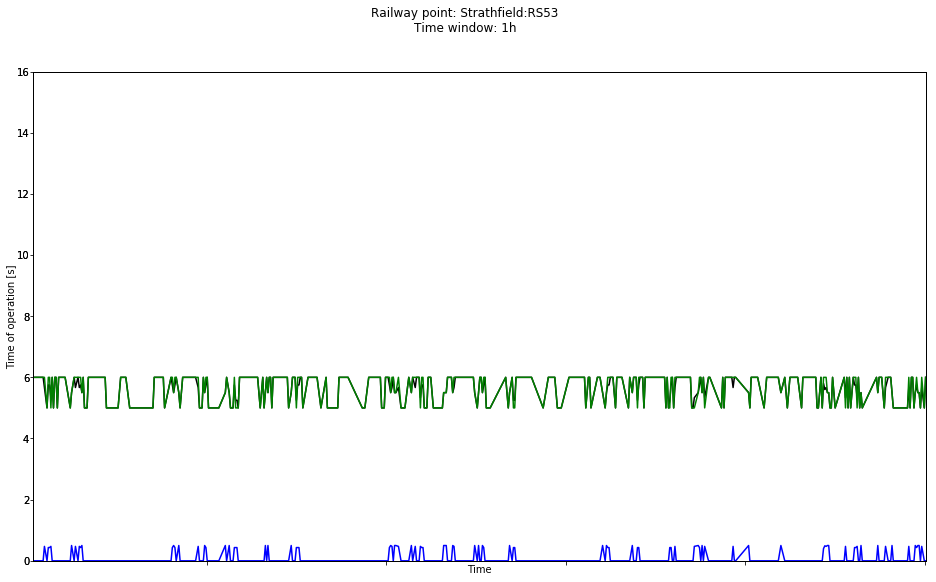 Railway point: Strathfield:RS53
Time window: 1h
16
14
12
10
8
6
4
2
0
Time of operation [s]
Time